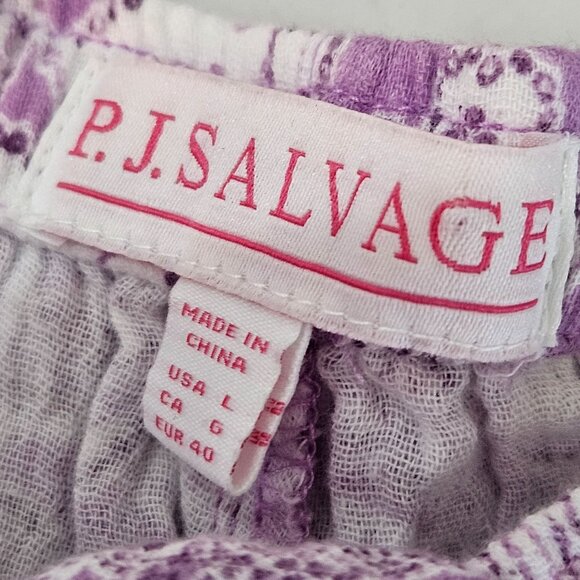 P.J. SALVAGE
MADE IN
CHINA
USA L
CA G
EUR 40